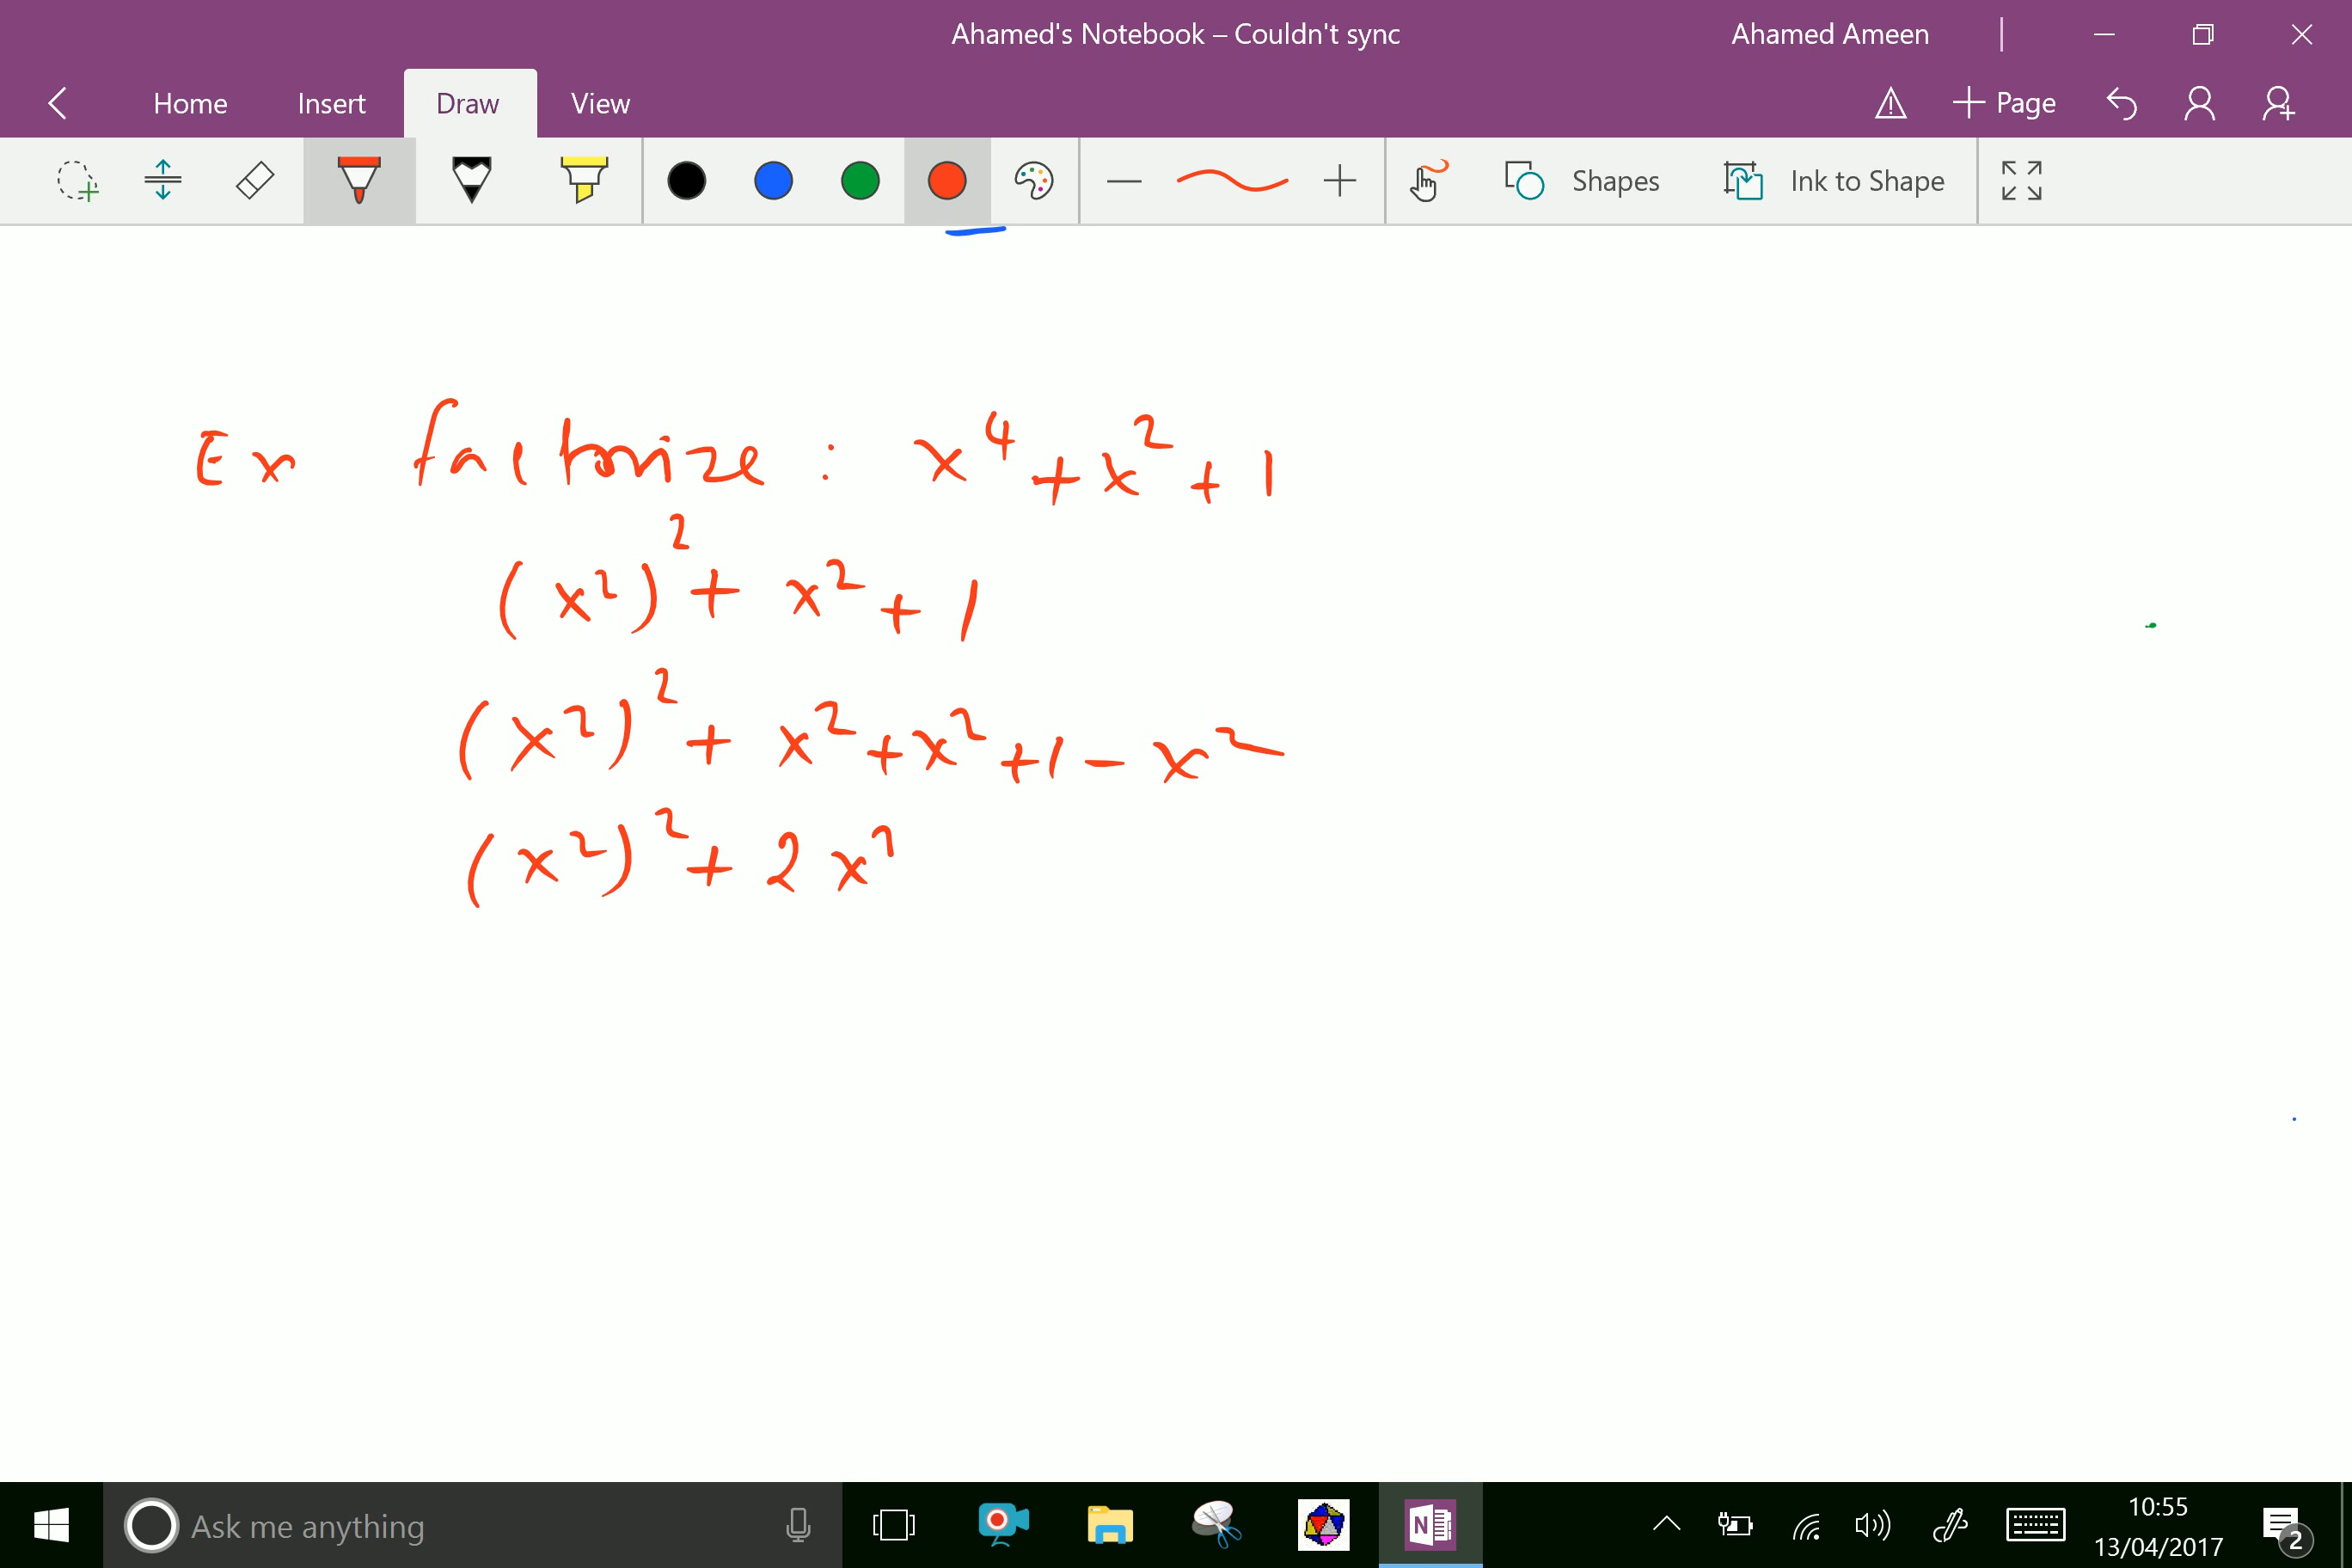 Ahamed's Notebook – Couldn't sync
Ahamed Ameen
Home Insert Draw View
Page
Shapes Ink to Shape
Ex factorize : x⁴ + x² + 1
(x²)² + x² + 1
(x²)² + x² + x² + 1 − x²
(x²)² + 2x²
Ask me anything
N
10:55
13/04/2017
2